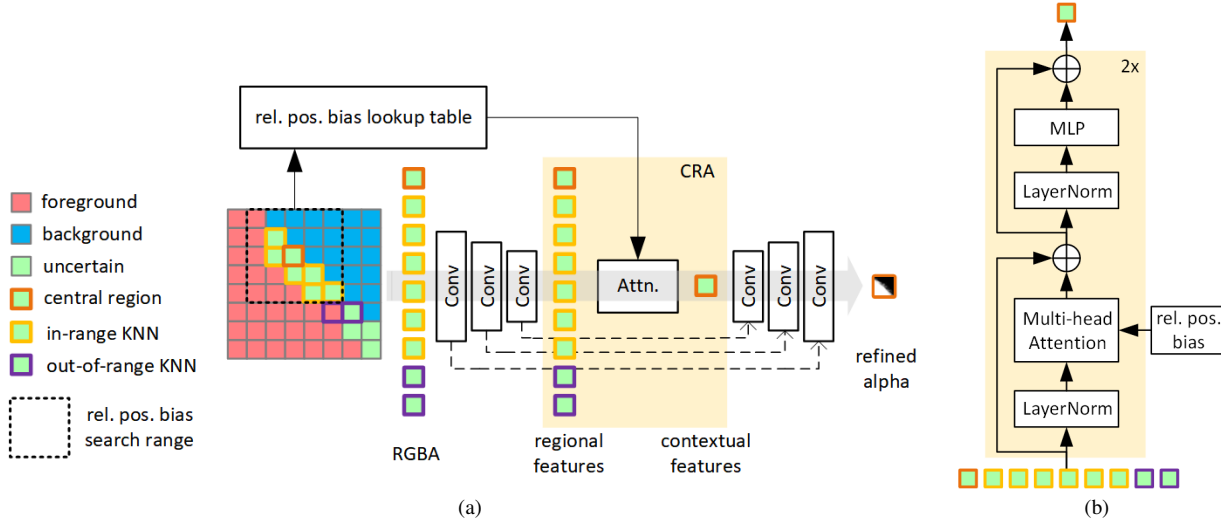 rel. pos. bias lookup table
foreground
background
uncertain
central region
in-range KNN
out-of-range KNN
rel. pos. bias
search range
RGBA
Conv
Conv
Conv
regional
features
CRA
Attn.
contextual
features
Conv
Conv
Conv
refined
alpha
(a)
2x
MLP
LayerNorm
Multi-head
Attention
rel. pos.
bias
LayerNorm
(b)